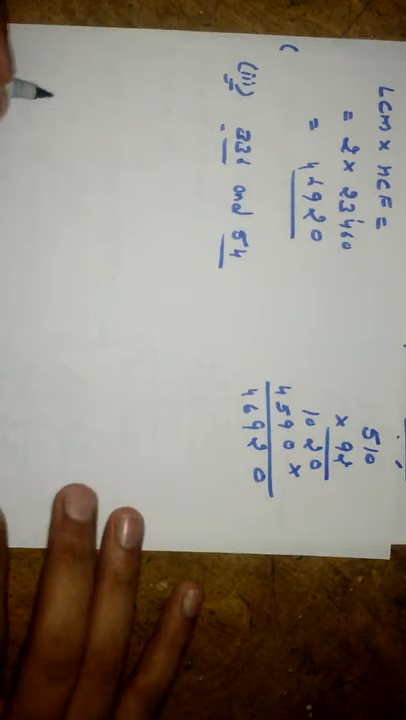 LCM × HCF =
= 2 × 23460
= 46920
(iii) 336 and 54
510
× 92
1020
4590×
46920